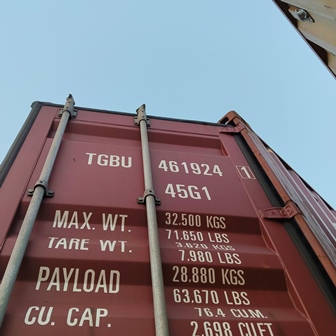 TGBU 461924 1
45G1
MAX. WT. 32.500 KGS
71.650 LBS
TARE WT. 3.620 KGS
7.980 LBS
PAYLOAD 28.880 KGS
63.670 LBS
CU. CAP. 76.4 CU.M.
2.698 CU.FT.